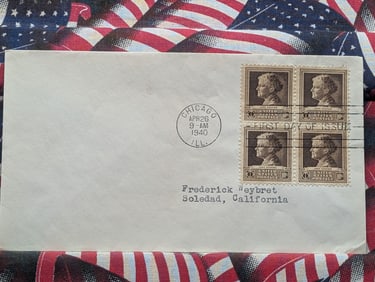 CHICAGO
APR 26
9-AM
1940
ILL.
FIRST DAY OF ISSUE
Frederick Seybret
Soledad, California